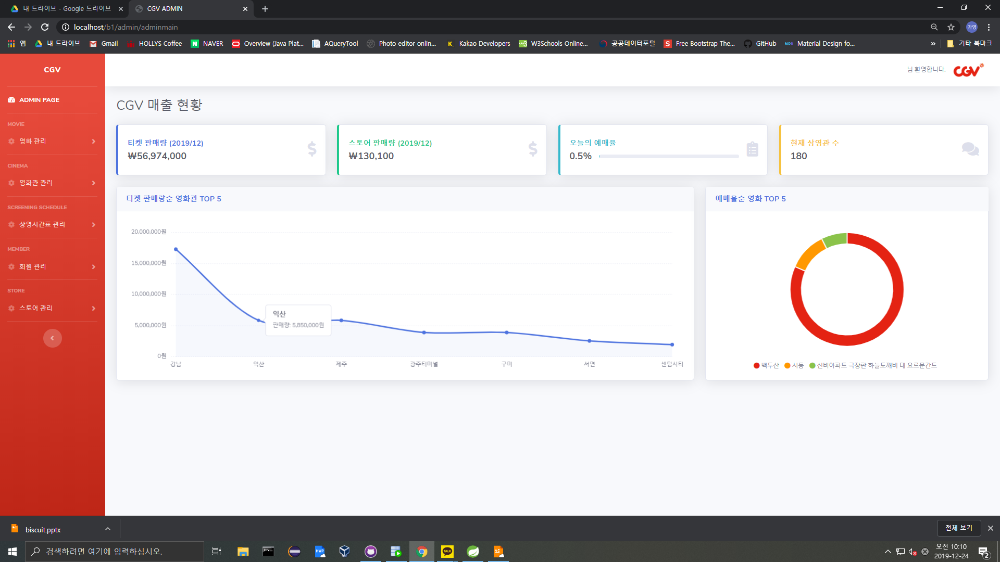 내 드라이브 - Google 드라이브
CGV ADMIN
localhost/b1/admin/adminmain
가영
앱
내 드라이브
Gmail
HOLLYS Coffee
NAVER
Overview (Java Plat...
AQueryTool
Photo editor onlin...
Kakao Developers
W3Schools Online...
공공데이터포털
Free Bootstrap The...
GitHub
Material Design fo...
기타 북마크
CGV
ADMIN PAGE
MOVIE
영화 관리
CINEMA
영화관 관리
SCREENING SCHEDULE
상영시간표 관리
MEMBER
회원 관리
STORE
스토어 관리
님 환영합니다.
CGV
CGV 매출 현황
티켓 판매량 (2019/12)
₩56,974,000
스토어 판매량 (2019/12)
₩130,100
오늘의 예매율
0.5%
현재 상영관 수
180
티켓 판매량순 영화관 TOP 5
20,000,000원
15,000,000원
10,000,000원
5,000,000원
0원
익산
판매량: 5,850,000원
강남
익산
제주
광주터미널
구미
서면
센텀시티
예매율순 영화 TOP 5
백두산
시동
신비아파트 극장판 하늘도깨비 대 요르문간드
biscuit.pptx
전체 보기
검색하려면 여기에 입력하십시오.
HWP
TALK
오전 10:10
2019-12-24
2